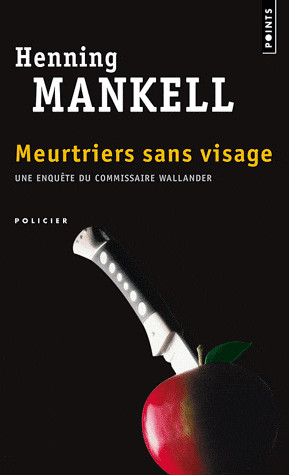 Henning
MANKELL
POINTS
Meurtriers sans visage
UNE ENQUÊTE DU COMMISSAIRE WALLANDER
POLICIER